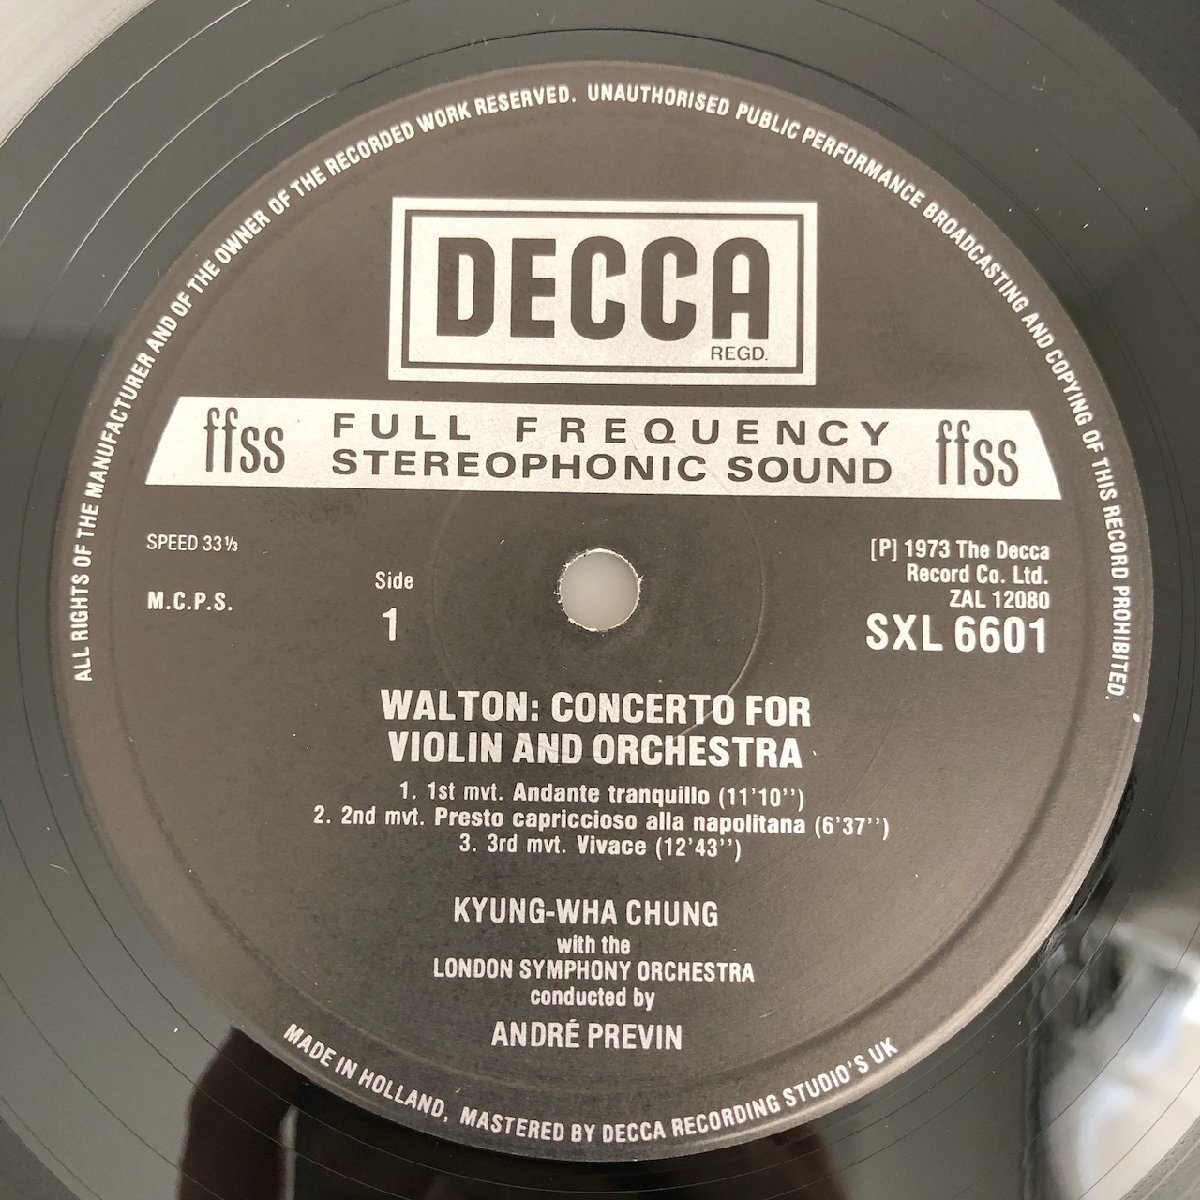 ALL RIGHTS OF THE MANUFACTURER AND OF THE OWNER OF THE RECORDED WORK RESERVED. UNAUTHORISED PUBLIC PERFORMANCE BROADCASTING AND COPYING OF THIS RECORD PROHIBITED.
DECCA
REGD.
ffss FULL FREQUENCY STEREOPHONIC SOUND ffss
SPEED 33⅓
M.C.P.S.
Side
1
[P] 1973 The Decca
Record Co. Ltd.
ZAL 12080
SXL 6601
WALTON: CONCERTO FOR
VIOLIN AND ORCHESTRA
1. 1st mvt. Andante tranquillo (11'10'')
2. 2nd mvt. Presto capriccioso alla napolitana (6'37'')
3. 3rd mvt. Vivace (12'43'')
KYUNG-WHA CHUNG
with the
LONDON SYMPHONY ORCHESTRA
conducted by
ANDRÉ PREVIN
MADE IN HOLLAND. MASTERED BY DECCA RECORDING STUDIO'S UK